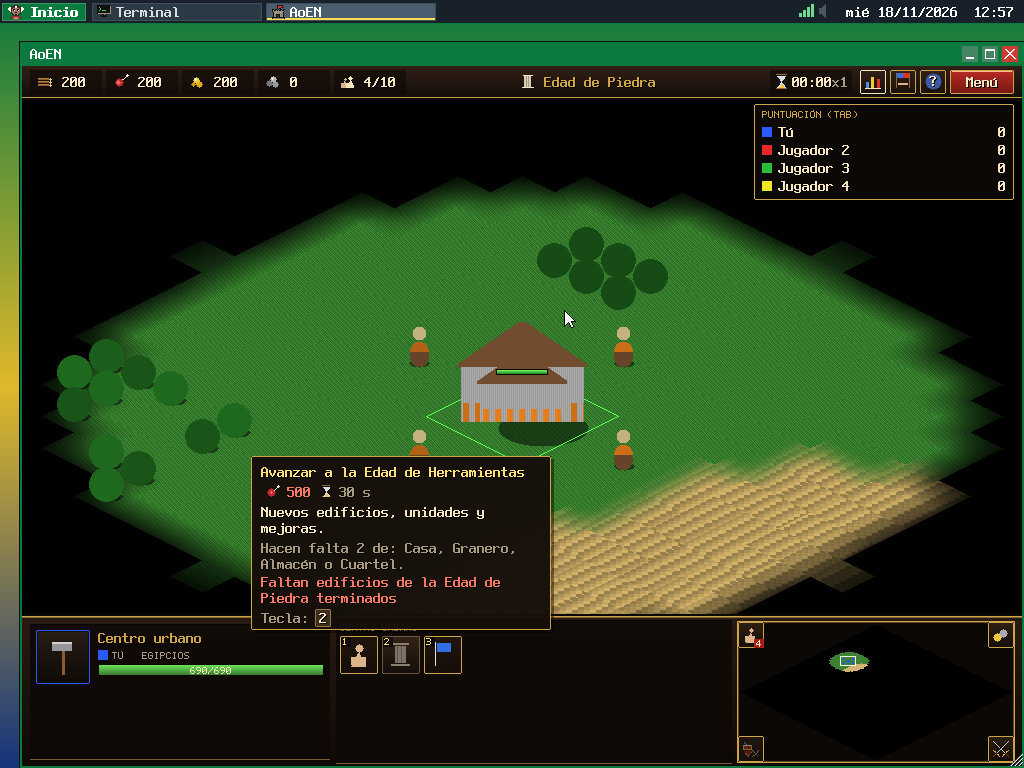 Inicio
Terminal
AoEN
mié 18/11/2026 12:57
AoEN
200
200
200
0
4/10
Edad de Piedra
00:00x1
?
Menú
PUNTUACIÓN (TAB)
Tú 0
Jugador 2 0
Jugador 3 0
Jugador 4 0
Avanzar a la Edad de Herramientas
500 30 s
Nuevos edificios, unidades y
mejoras.
Hacen falta 2 de: Casa, Granero,
Almacén o Cuartel.
Faltan edificios de la Edad de
Piedra terminados
Tecla: 2
Centro urbano
TÚ EGIPCIOS
690/690
1
2
3
4